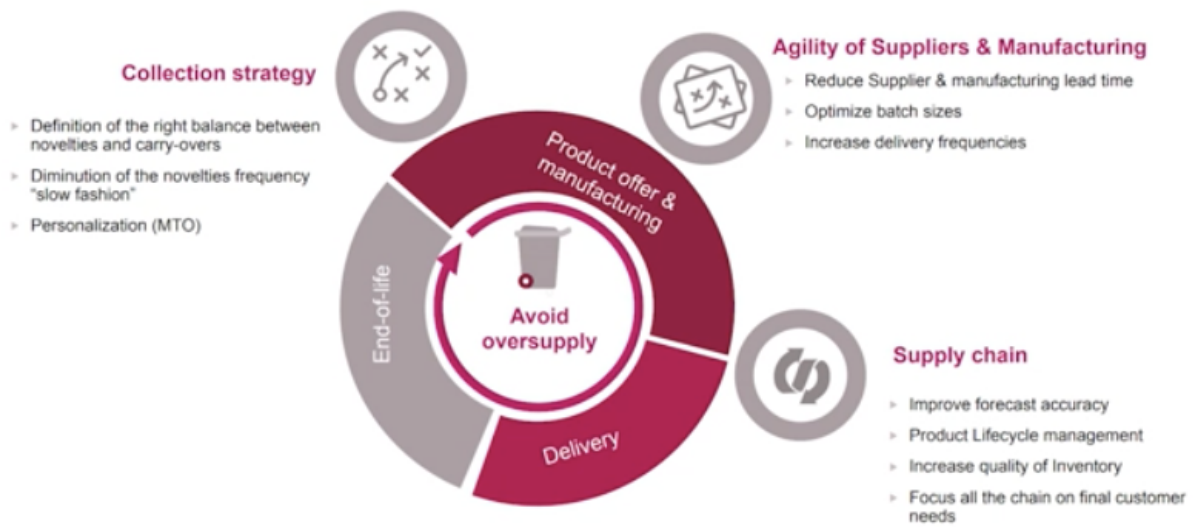 Collection strategy
Definition of the right balance between
novelties and carry-overs
Diminution of the novelties frequency
“slow fashion”
Personalization (MTO)
Agility of Suppliers & Manufacturing
Reduce Supplier & manufacturing lead time
Optimize batch sizes
Increase delivery frequencies
Product offer &
manufacturing
End-of-life
Avoid
oversupply
Delivery
Supply chain
Improve forecast accuracy
Product Lifecycle management
Increase quality of Inventory
Focus all the chain on final customer
needs